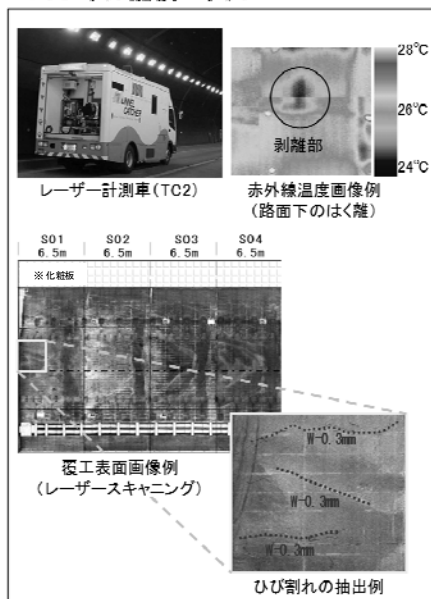 TUNNEL
CATCHER
レーザー計測車(TC2)
28℃
26℃
24℃
剥離部
赤外線温度画像例
(路面下のはく離)
S01 S02 S03 S04
6.5m 6.5m 6.5m 6.5m
※化粧板
覆工表面画像例
(レーザースキャニング)
W-0.3mm
W-0.3mm
W-0.3mm
ひび割れの抽出例